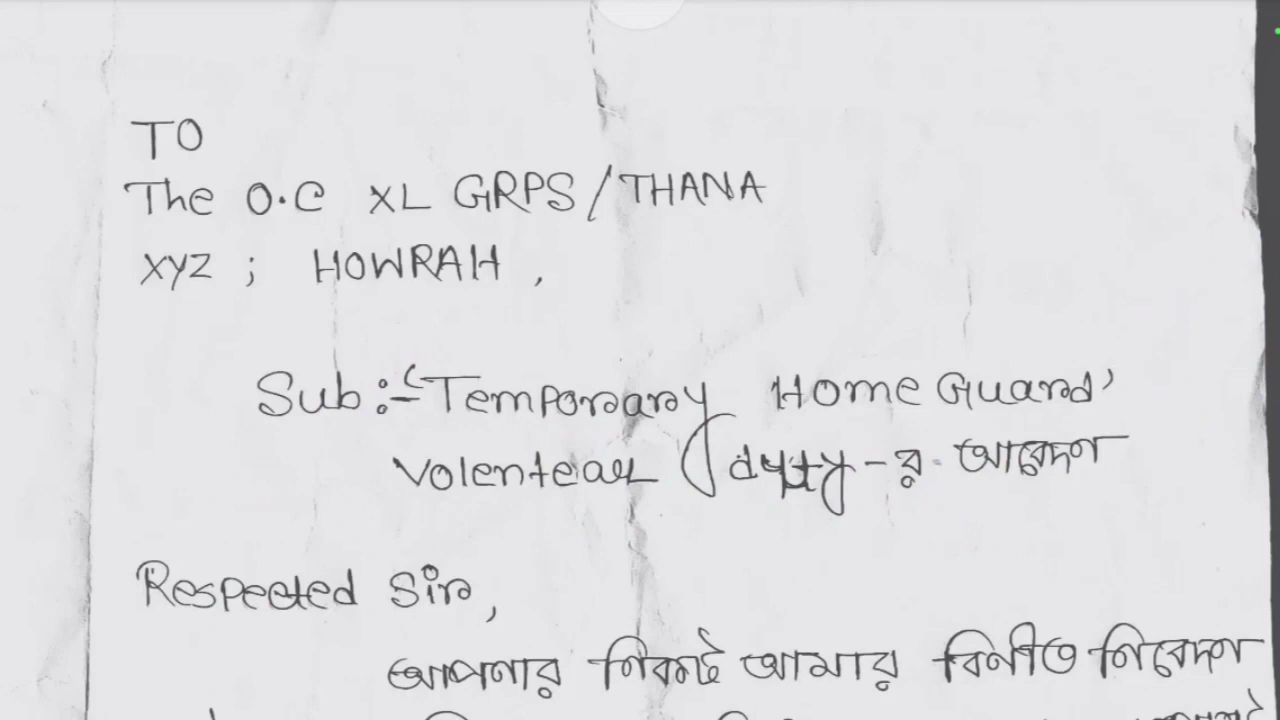 TO
The O.C XL GRPS/THANA
XYZ ; HOWRAH ,
Sub:- ‘Temporary Home Guard’
Volentear / duty-র আবেদন
Respected Sir,
আপনার নিকট আমার বিনীত নিবেদন